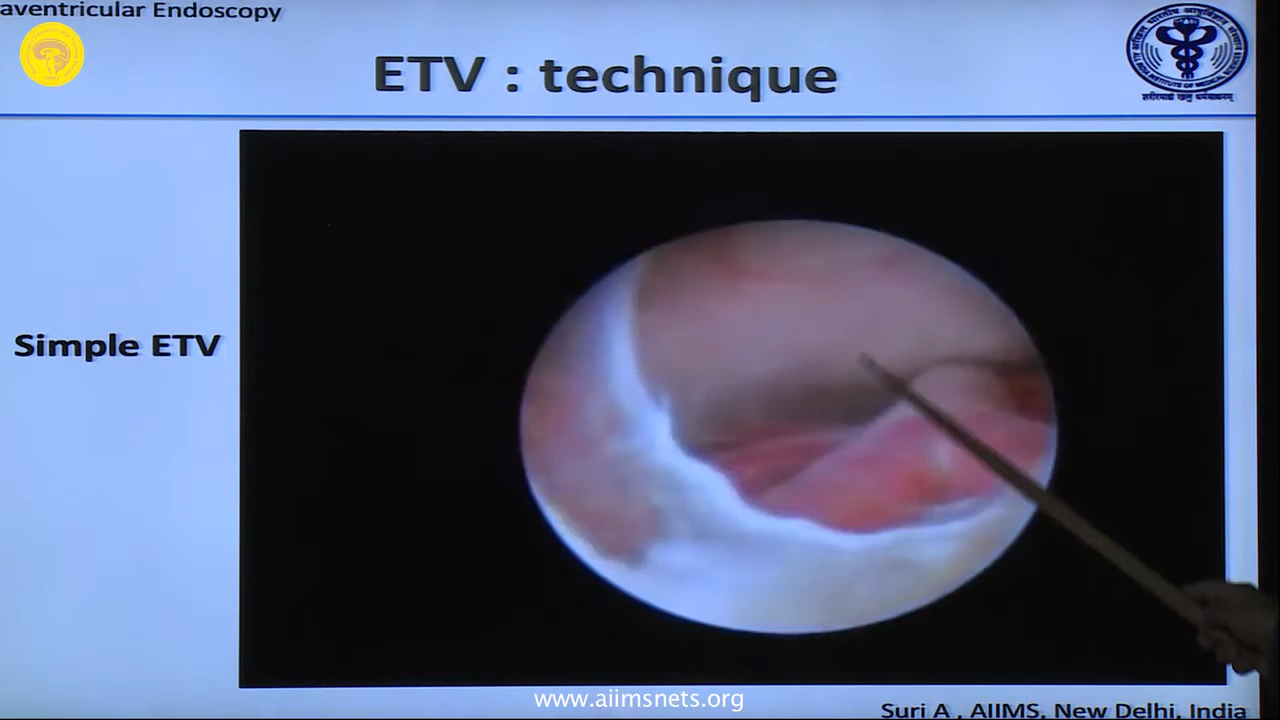 aventricular Endoscopy
ETV : technique
Simple ETV
www.aiimsnets.org
Suri A , AIIMS, New Delhi, India